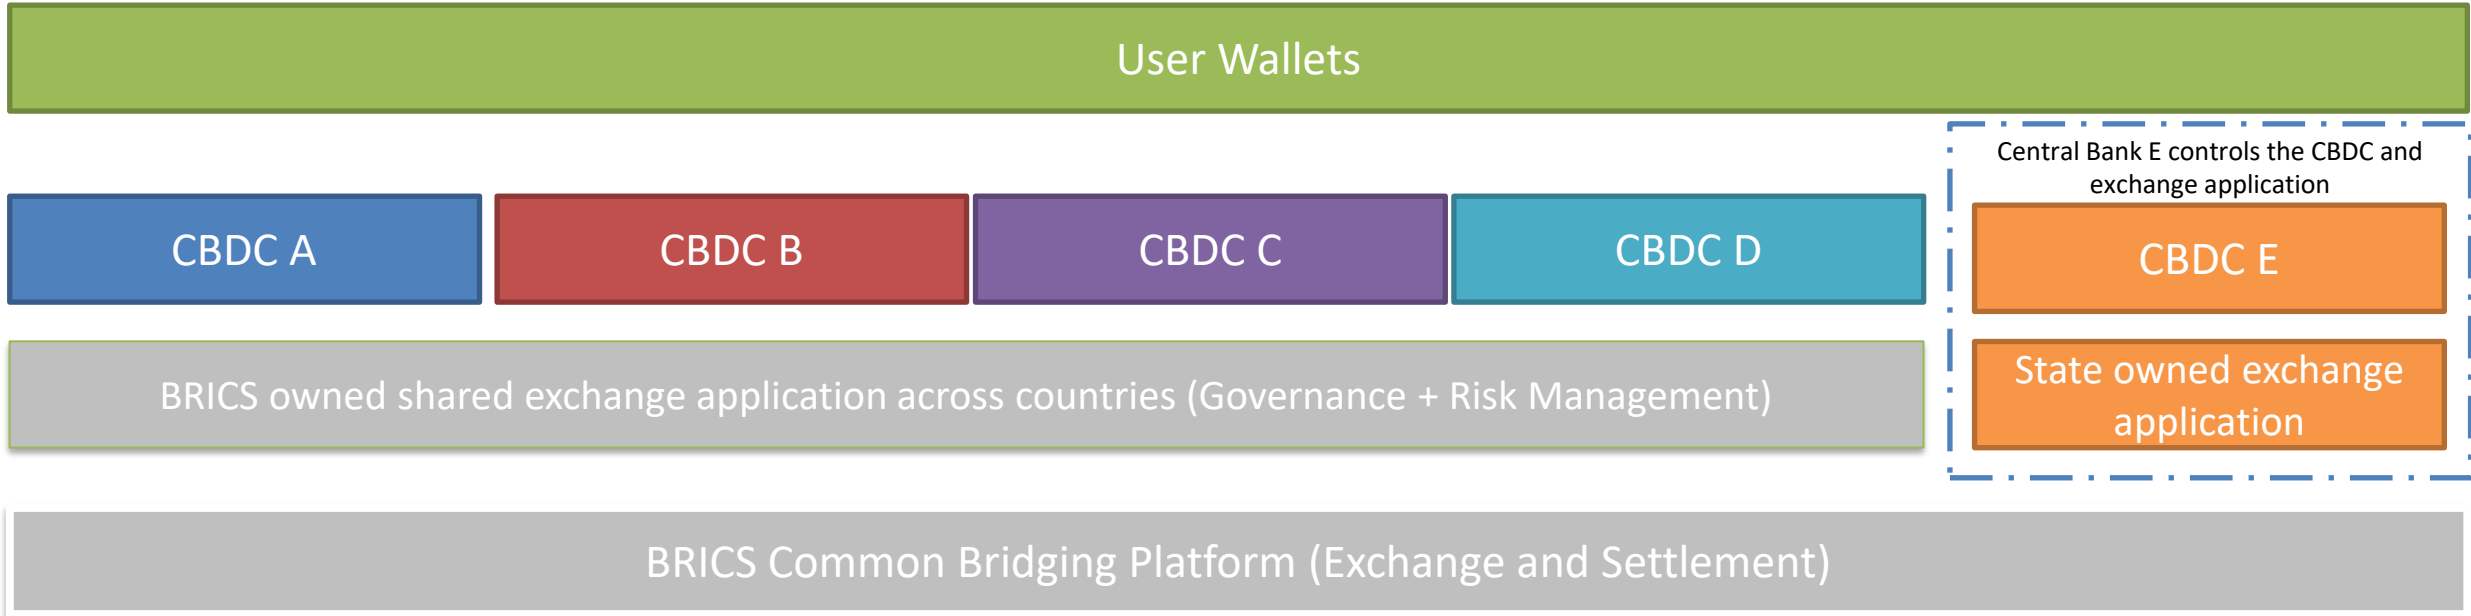 User Wallets
Central Bank E controls the CBDC and
exchange application
CBDC A
CBDC B
CBDC C
CBDC D
CBDC E
BRICS owned shared exchange application across countries (Governance + Risk Management)
State owned exchange
application
BRICS Common Bridging Platform (Exchange and Settlement)